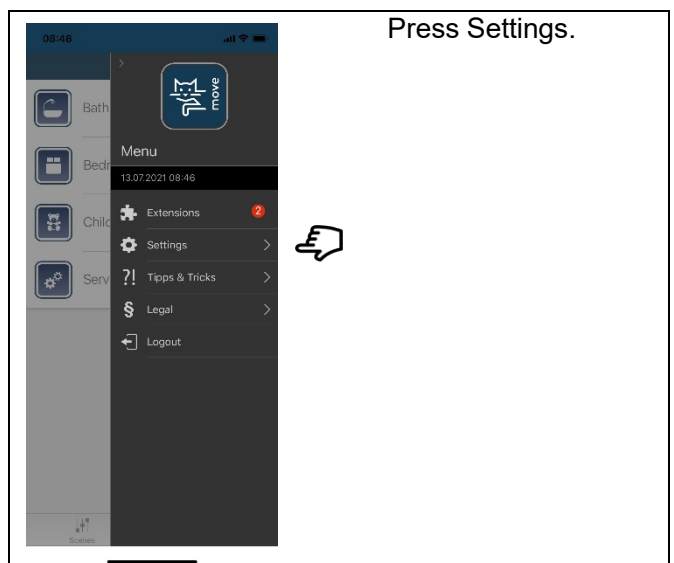 Press Settings.
08:46
move
Bath
Menu
Bedr
13.07.2021 08:46
Extensions 2
Child
Settings
?! Tipps & Tricks
Serv
§ Legal
Logout
Scenes